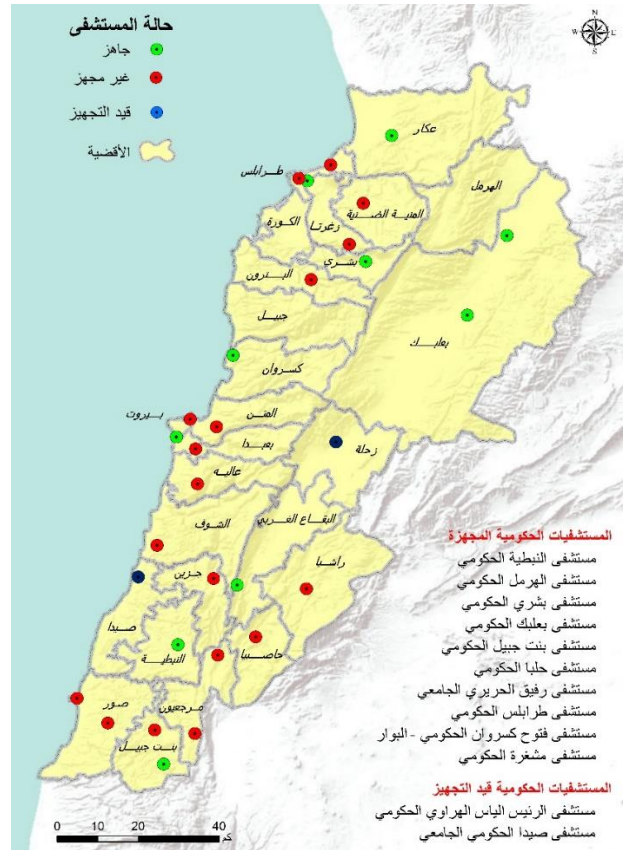 حالة المستشفى
جاهز
غير مجهز
قيد التجهيز
الأقضية
N
W
E
S
عكار
طرابلس
الهرمل
المنية الضنية
زغرتا
الكورة
بشري
البترون
جبيل
بعلبك
كسروان
المتن
بيروت
بعبدا
زحلة
عاليه
الشوف
البقاع الغربي
راشيا
جزين
صيدا
حاصبيا
النبطية
مرجعيون
صور
بنت جبيل
المستشفيات الحكومية المجهزة
مستشفى النبطية الحكومي
مستشفى الهرمل الحكومي
مستشفى بشري الحكومي
مستشفى بعلبك الحكومي
مستشفى بنت جبيل الحكومي
مستشفى حلبا الحكومي
مستشفى رفيق الحريري الجامعي
مستشفى طرابلس الحكومي
مستشفى فتوح كسروان الحكومي - البوار
مستشفى مشغرة الحكومي
المستشفيات الحكومية قيد التجهيز
مستشفى الرئيس الياس الهراوي الحكومي
مستشفى صيدا الحكومي الجامعي
0 10 20 40
كم